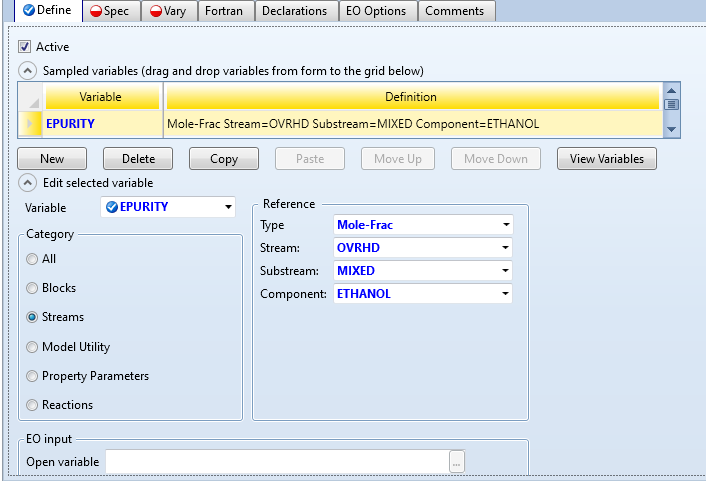 Define Spec Vary Fortran Declarations EO Options Comments
Active
Sampled variables (drag and drop variables from form to the grid below)
Variable Definition
EPURITY Mole-Frac Stream=OVRHD Substream=MIXED Component=ETHANOL
New Delete Copy Paste Move Up Move Down View Variables
Edit selected variable
Variable EPURITY
Reference
Type Mole-Frac
Stream: OVRHD
Substream: MIXED
Component: ETHANOL
Category
All
Blocks
Streams
Model Utility
Property Parameters
Reactions
EO input
Open variable ...